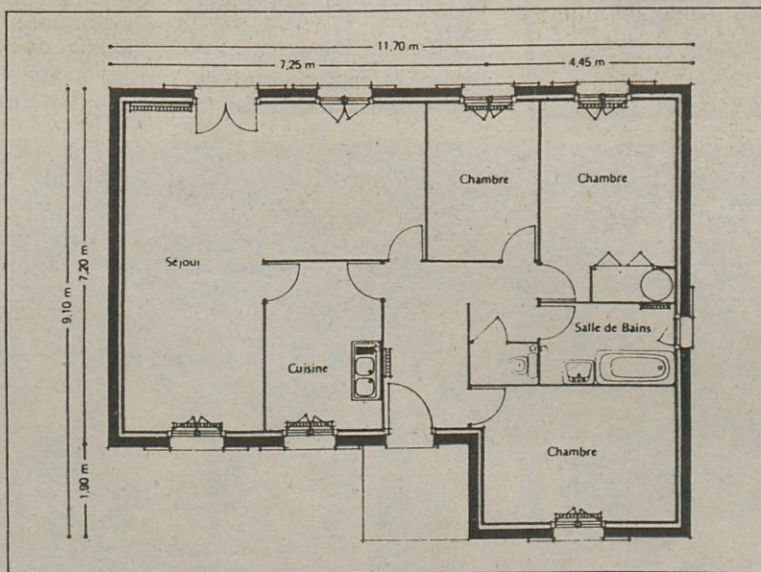 11,70 m
7,25 m
4,45 m
Chambre
Chambre
Séjour
7,20 m
9,10 m
Salle de Bains
Cuisine
Chambre
1,90 m